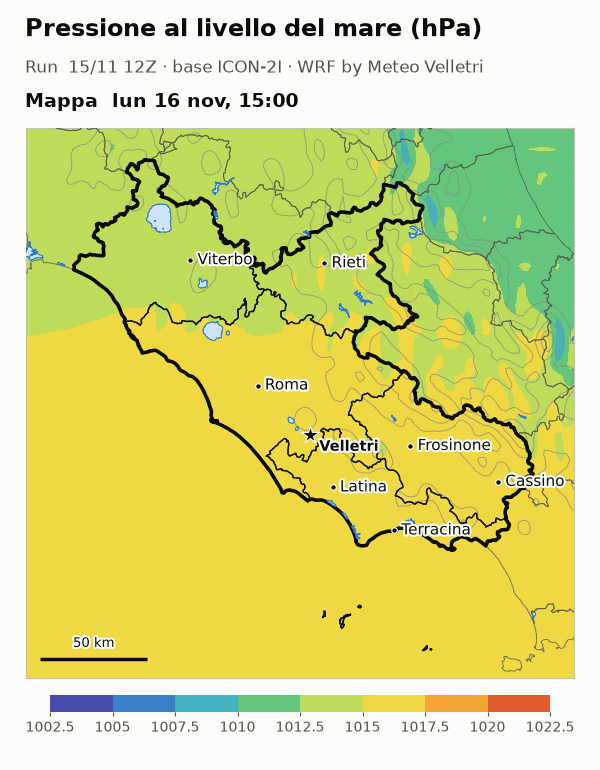 Pressione al livello del mare (hPa)
Run  15/11 12Z · base ICON-2I · WRF by Meteo Velletri
Mappa  lun 16 nov, 15:00
Viterbo
Rieti
Roma
Velletri
Frosinone
Cassino
Latina
Terracina
50 km
1002.5 1005 1007.5 1010 1012.5 1015 1017.5 1020 1022.5